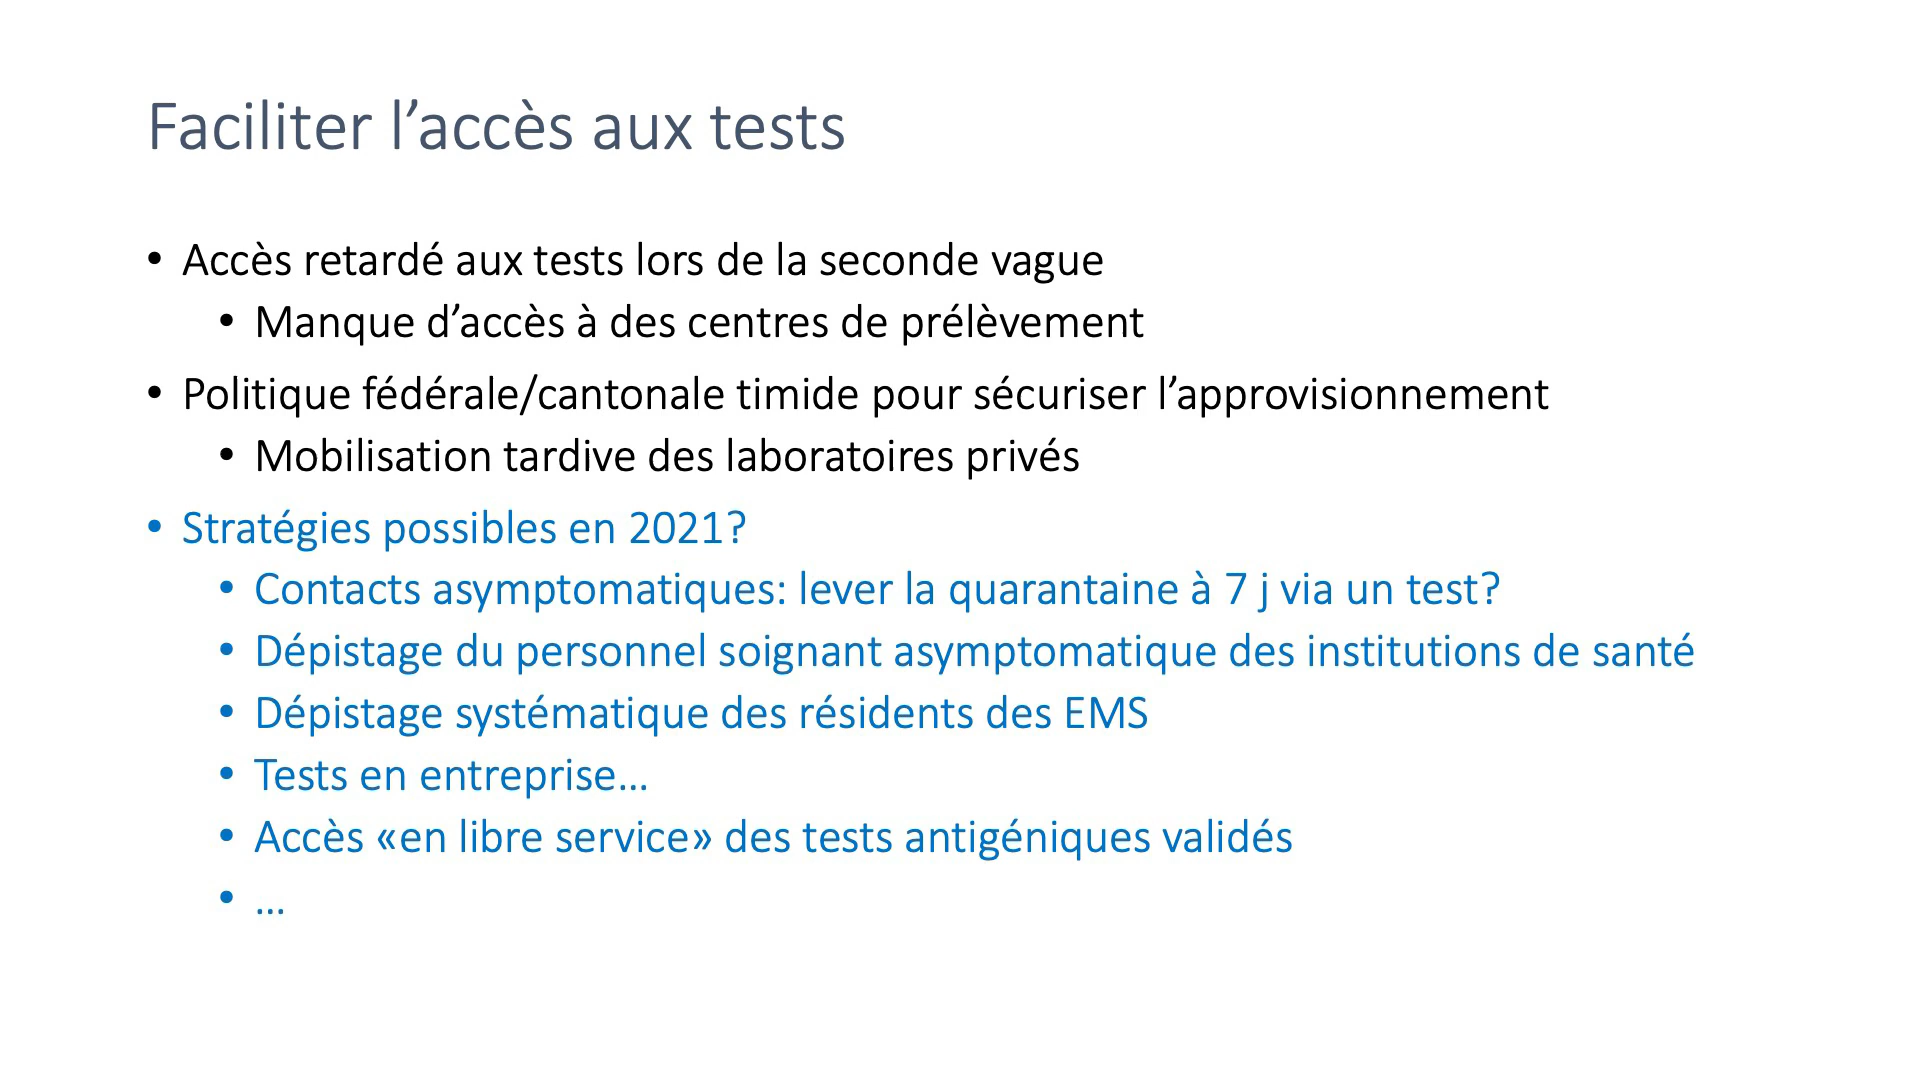 Faciliter l’accès aux tests
• Accès retardé aux tests lors de la seconde vague
• Manque d’accès à des centres de prélèvement
• Politique fédérale/cantonale timide pour sécuriser l’approvisionnement
• Mobilisation tardive des laboratoires privés
• Stratégies possibles en 2021?
• Contacts asymptomatiques: lever la quarantaine à 7 j via un test?
• Dépistage du personnel soignant asymptomatique des institutions de santé
• Dépistage systématique des résidents des EMS
• Tests en entreprise…
• Accès «en libre service» des tests antigéniques validés
• …